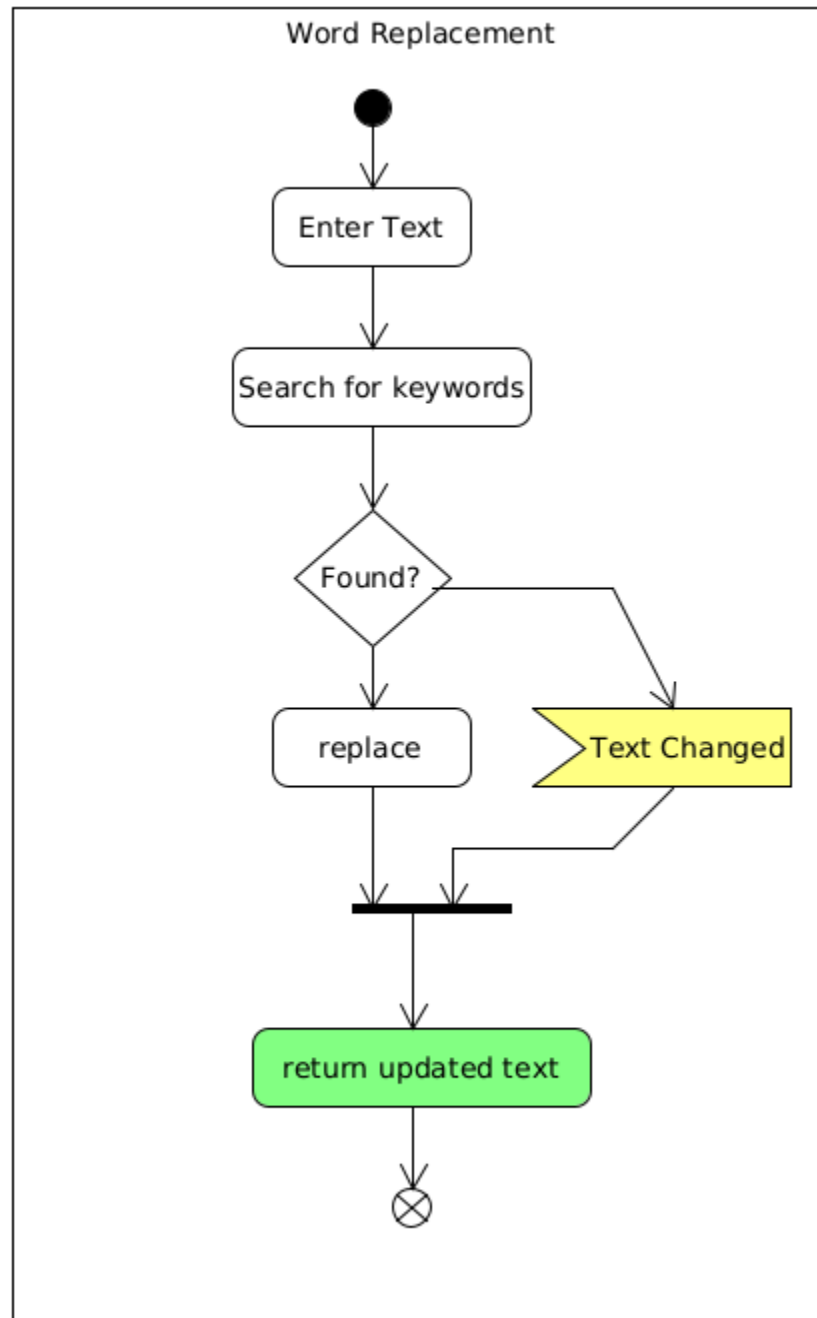 Word Replacement
Enter Text
Search for keywords
Found?
replace
Text Changed
return updated text